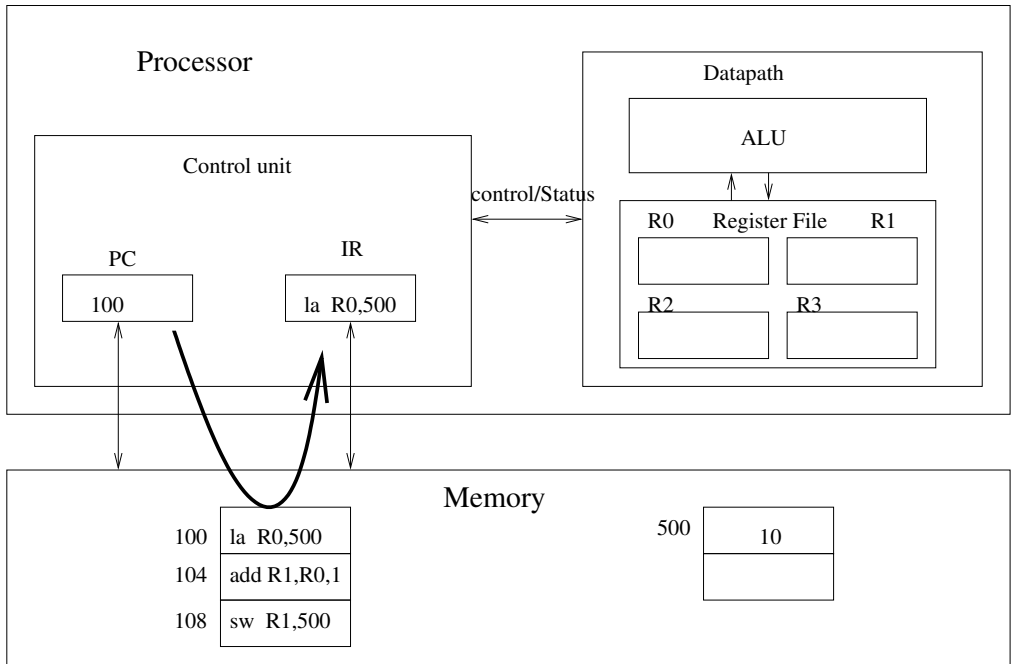 Processor
Datapath
ALU
Control unit
control/Status
R0 Register File R1
PC
IR
100
la R0,500
R2
R3
Memory
100 la R0,500
104 add R1,R0,1
108 sw R1,500
500 10